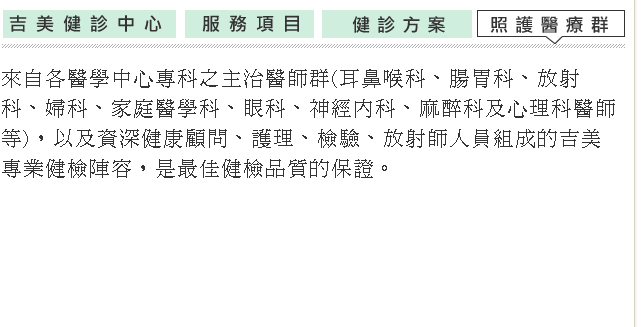 吉美健診中心 服務項目 健診方案 照護醫療群
來自各醫學中心專科之主治醫師群(耳鼻喉科、腸胃科、放射
科、婦科、家庭醫學科、眼科、神經內科、麻醉科及心理科醫師
等)，以及資深健康顧問、護理、檢驗、放射師人員組成的吉美
專業健檢陣容，是最佳健檢品質的保證。